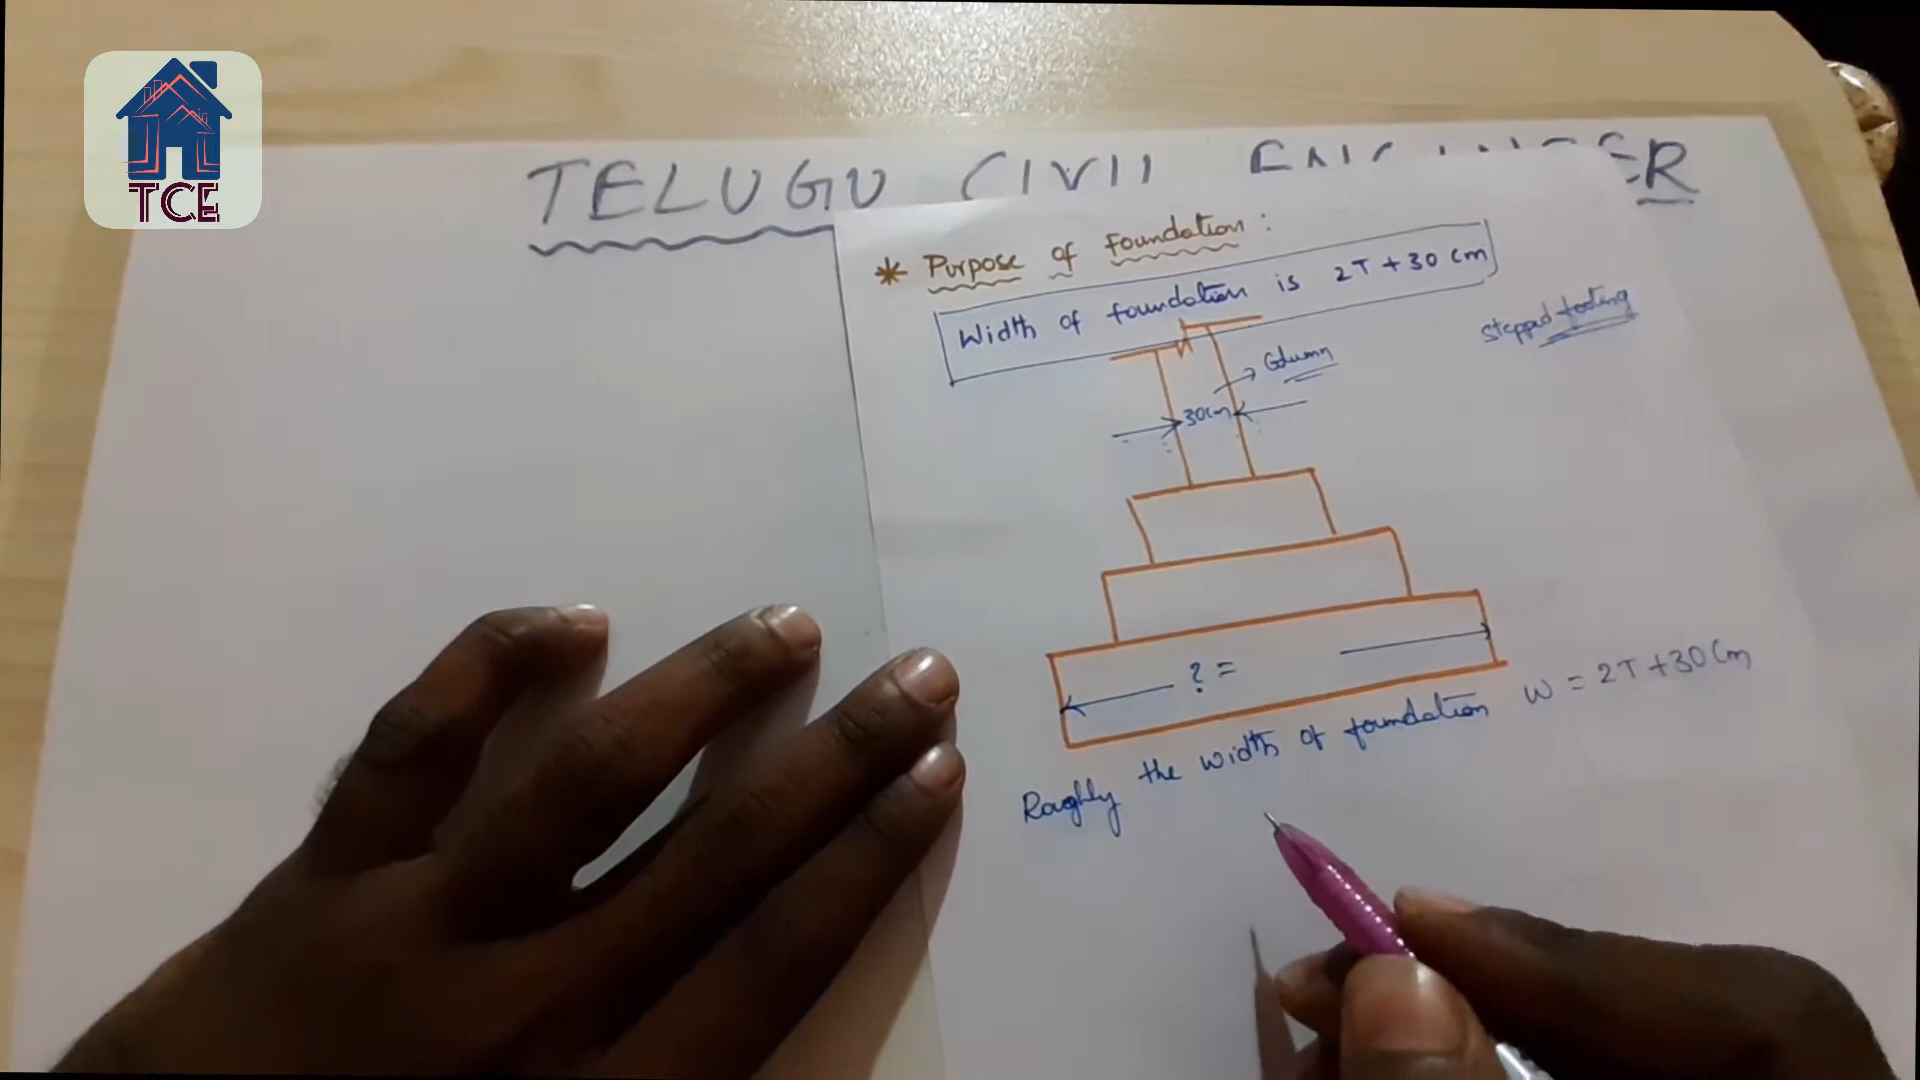 TCE
TELUGU CIVIL
* Purpose of Foundation :
Width of foundation is 2T + 30 cm
Stepped footing
Column
30cm
? =
Roghly the width of foundation W = 2T + 30 Cm